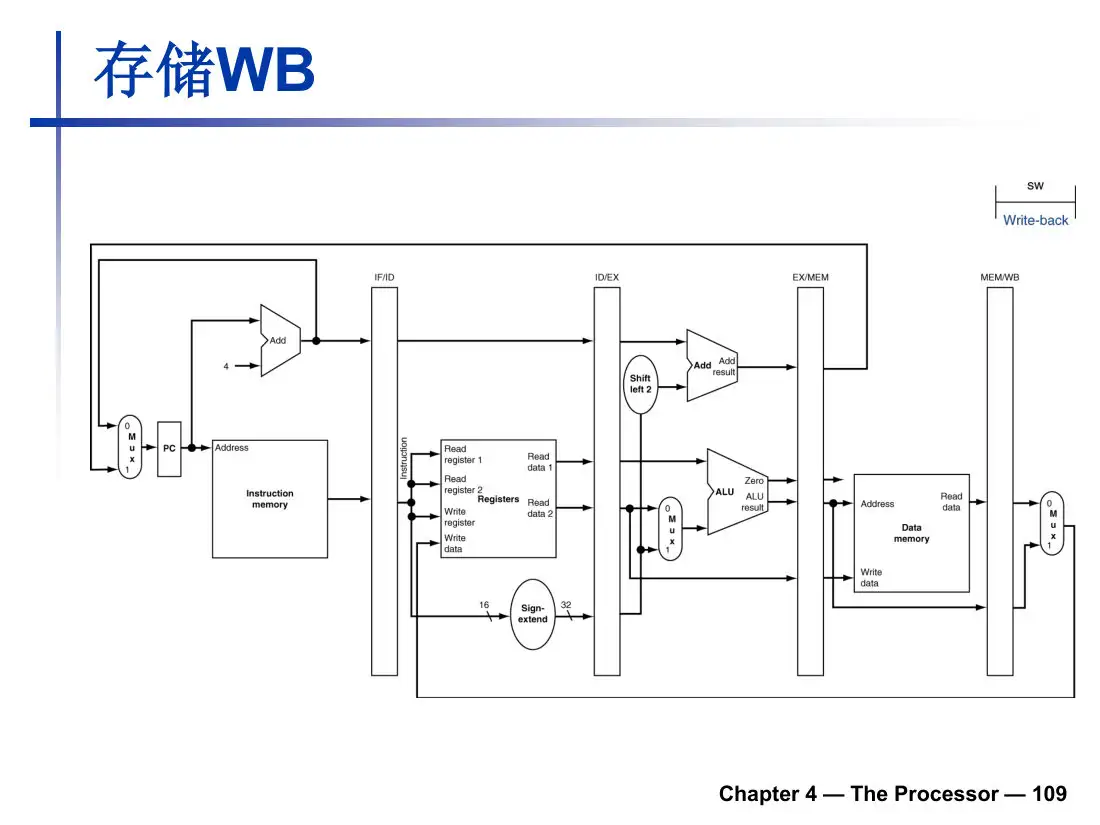 存储WB
SW
Write-back
IF/ID
ID/EX
EX/MEM
MEM/WB
Add
4
Shift
left 2
Add
Add
result
0
M
u
x
1
PC
Address
Instruction
memory
Instruction
Read
register 1
Read
register 2
Write
register
Write
data
Registers
Read
data 1
Read
data 2
0
M
u
x
1
ALU
Zero
ALU
result
Address
Write
data
Data
memory
Read
data
0
M
u
x
1
16
Sign-
extend
32
Chapter 4 — The Processor — 109